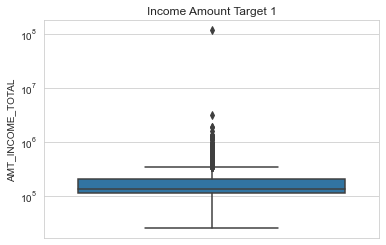 Income Amount Target 1
10⁸
10⁷
10⁶
10⁵
AMT_INCOME_TOTAL